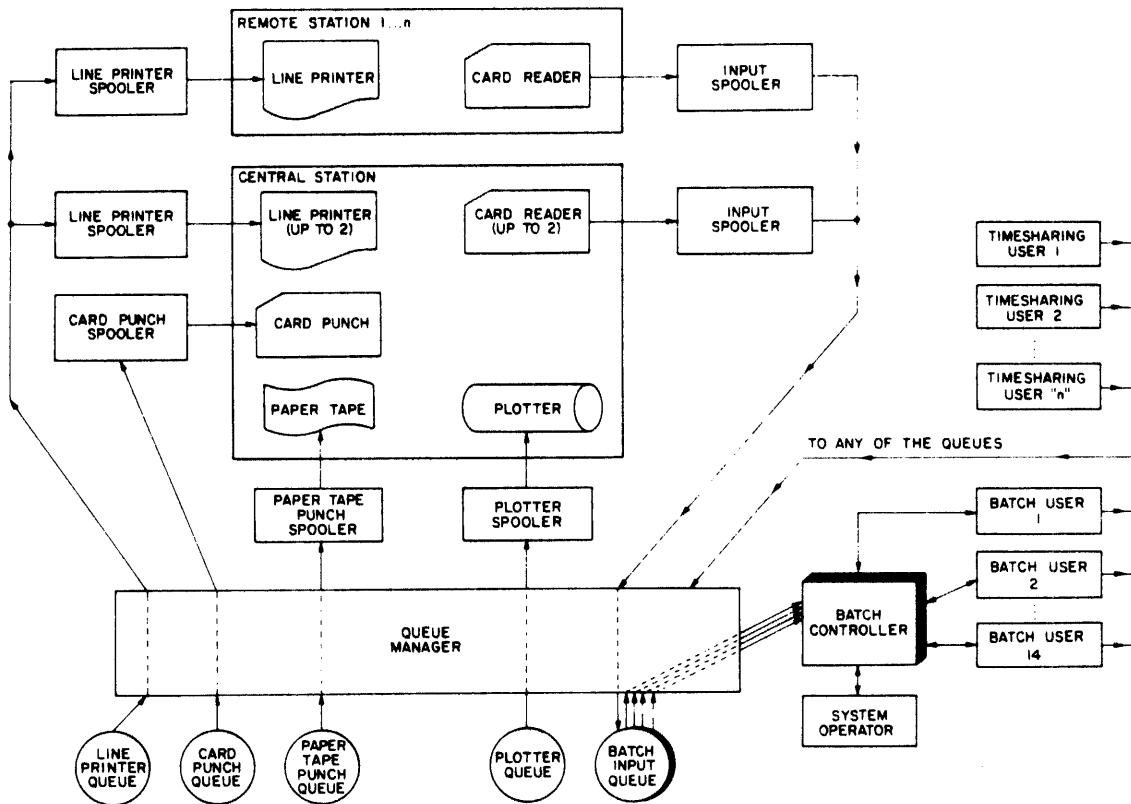 REMOTE STATION 1...n
LINE PRINTER
SPOOLER
LINE PRINTER
CARD READER
INPUT
SPOOLER
CENTRAL STATION
LINE PRINTER
SPOOLER
LINE PRINTER
(UP TO 2)
CARD READER
(UP TO 2)
INPUT
SPOOLER
TIMESHARING
USER 1
CARD PUNCH
SPOOLER
CARD PUNCH
TIMESHARING
USER 2
PAPER TAPE
PLOTTER
TIMESHARING
USER "n"
TO ANY OF THE QUEUES
PAPER TAPE
PUNCH
SPOOLER
PLOTTER
SPOOLER
BATCH USER
1
BATCH USER
2
QUEUE
MANAGER
BATCH
CONTROLLER
BATCH USER
14
SYSTEM
OPERATOR
LINE
PRINTER
QUEUE
CARD
PUNCH
QUEUE
PAPER
TAPE
PUNCH
QUEUE
PLOTTER
QUEUE
BATCH
INPUT
QUEUE